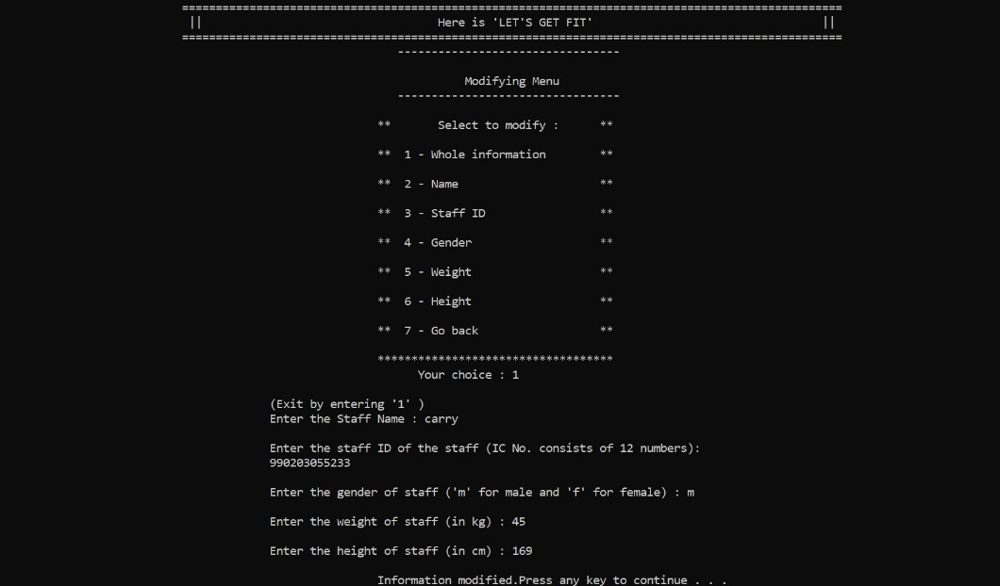 ==================================================================================================
||                                   Here is 'LET'S GET FIT'                                  ||
==================================================================================================
---------------------------------
Modifying Menu
---------------------------------
**       Select to modify :      **
**  1 - Whole information        **
**  2 - Name                     **
**  3 - Staff ID                 **
**  4 - Gender                   **
**  5 - Weight                   **
**  6 - Height                   **
**  7 - Go back                  **
***********************************
Your choice : 1
(Exit by entering '1' )
Enter the Staff Name : carry
Enter the staff ID of the staff (IC No. consists of 12 numbers):
990203055233
Enter the gender of staff ('m' for male and 'f' for female) : m
Enter the weight of staff (in kg) : 45
Enter the height of staff (in cm) : 169
Information modified.Press any key to continue . . .